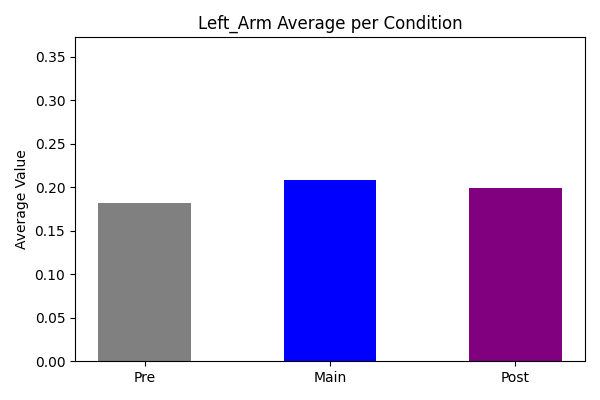 Left_Arm Average per Condition
Average Value
0.35
0.30
0.25
0.20
0.15
0.10
0.05
0.00
Pre
Main
Post